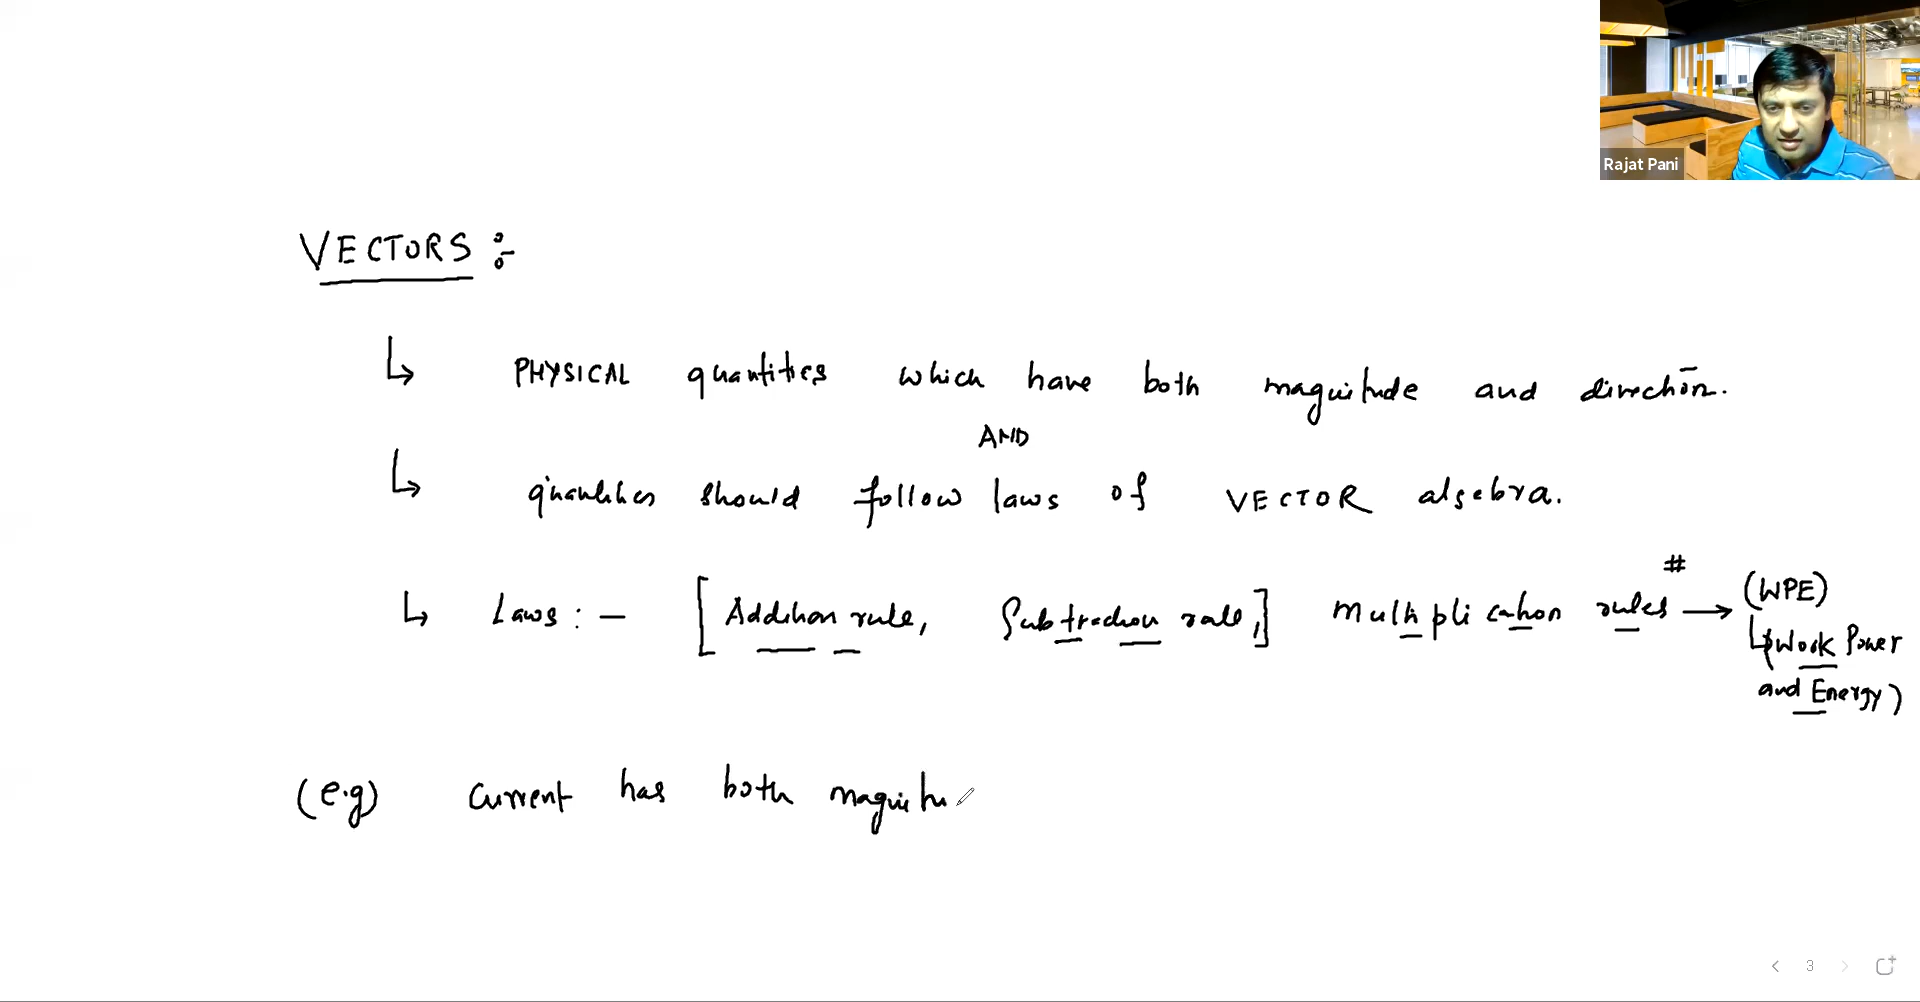 Rajat Pani
VECTORS :-
↳ PHYSICAL quantities which have both magnitude and direction.
AND
↳ quantities should follow laws of VECTOR algebra.
↳ Laws : - [Addition rule, Subtraction rule,] Multiplication rules # → (WPE)
↳(Work Power
and Energy)
(e.g) Current has both magnitu
3